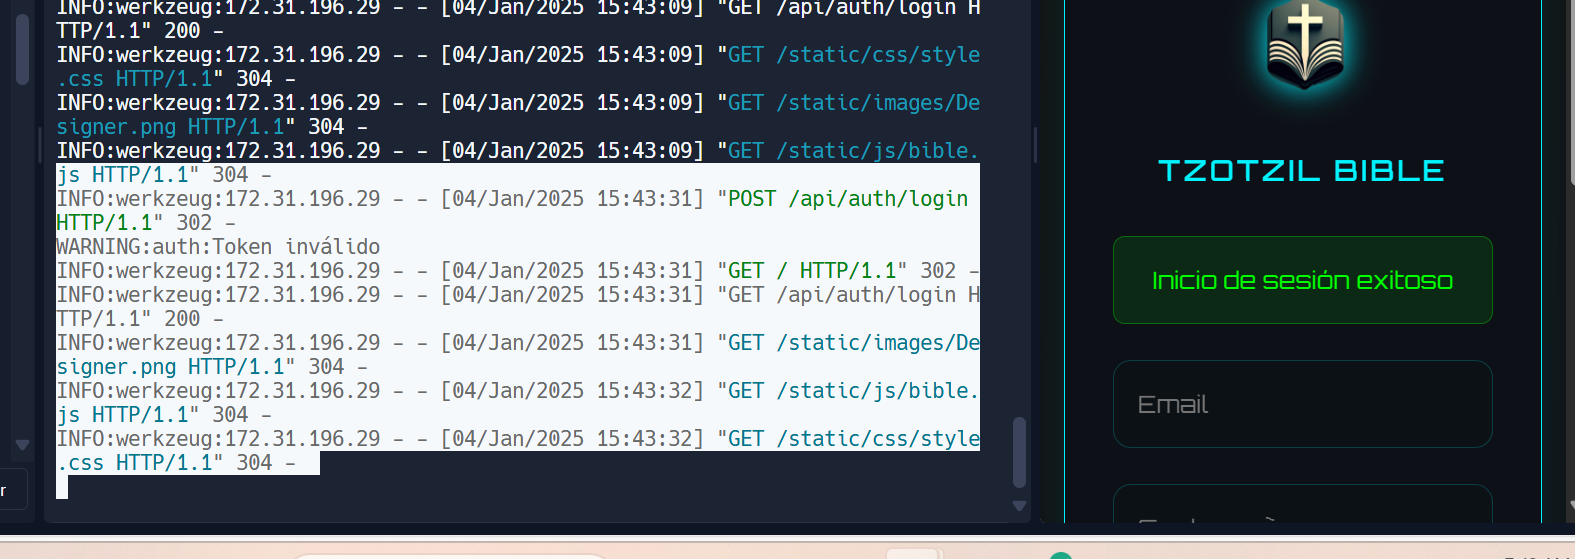 INFO:werkzeug:172.31.196.29 - - [04/Jan/2025 15:43:09] "GET /api/auth/login H
TTP/1.1" 200 -
INFO:werkzeug:172.31.196.29 - - [04/Jan/2025 15:43:09] "GET /static/css/style
.css HTTP/1.1" 304 -
INFO:werkzeug:172.31.196.29 - - [04/Jan/2025 15:43:09] "GET /static/images/De
signer.png HTTP/1.1" 304 -
INFO:werkzeug:172.31.196.29 - - [04/Jan/2025 15:43:09] "GET /static/js/bible.
js HTTP/1.1" 304 -
INFO:werkzeug:172.31.196.29 - - [04/Jan/2025 15:43:31] "POST /api/auth/login
HTTP/1.1" 302 -
WARNING:auth:Token inválido
INFO:werkzeug:172.31.196.29 - - [04/Jan/2025 15:43:31] "GET / HTTP/1.1" 302 -
INFO:werkzeug:172.31.196.29 - - [04/Jan/2025 15:43:31] "GET /api/auth/login H
TTP/1.1" 200 -
INFO:werkzeug:172.31.196.29 - - [04/Jan/2025 15:43:31] "GET /static/images/De
signer.png HTTP/1.1" 304 -
INFO:werkzeug:172.31.196.29 - - [04/Jan/2025 15:43:32] "GET /static/js/bible.
js HTTP/1.1" 304 -
INFO:werkzeug:172.31.196.29 - - [04/Jan/2025 15:43:32] "GET /static/css/style
.css HTTP/1.1" 304 -
r
TZOTZIL BIBLE
Inicio de sesión exitoso
Email